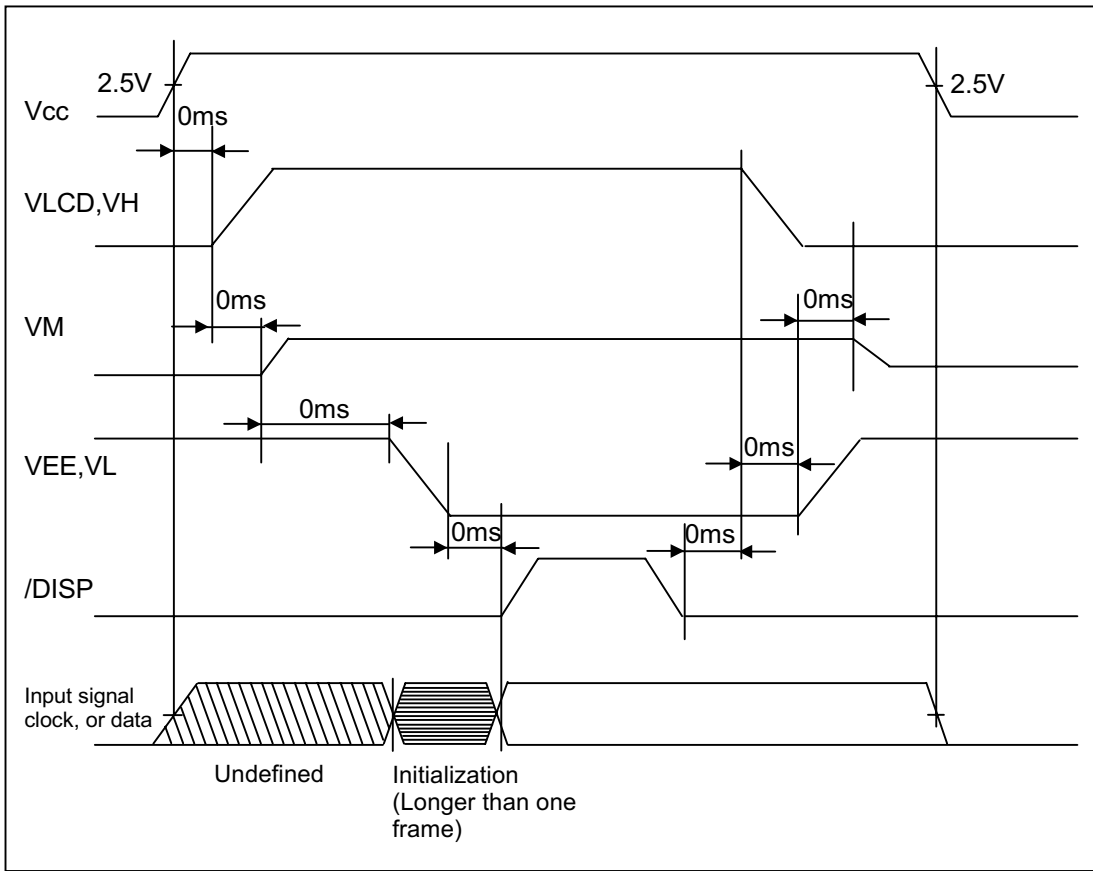 2.5V
2.5V
Vcc
0ms
VLCD,VH
0ms
0ms
VM
0ms
VEE,VL
0ms
0ms
0ms
/DISP
Input signal
clock, or data
Undefined
Initialization
(Longer than one
frame)